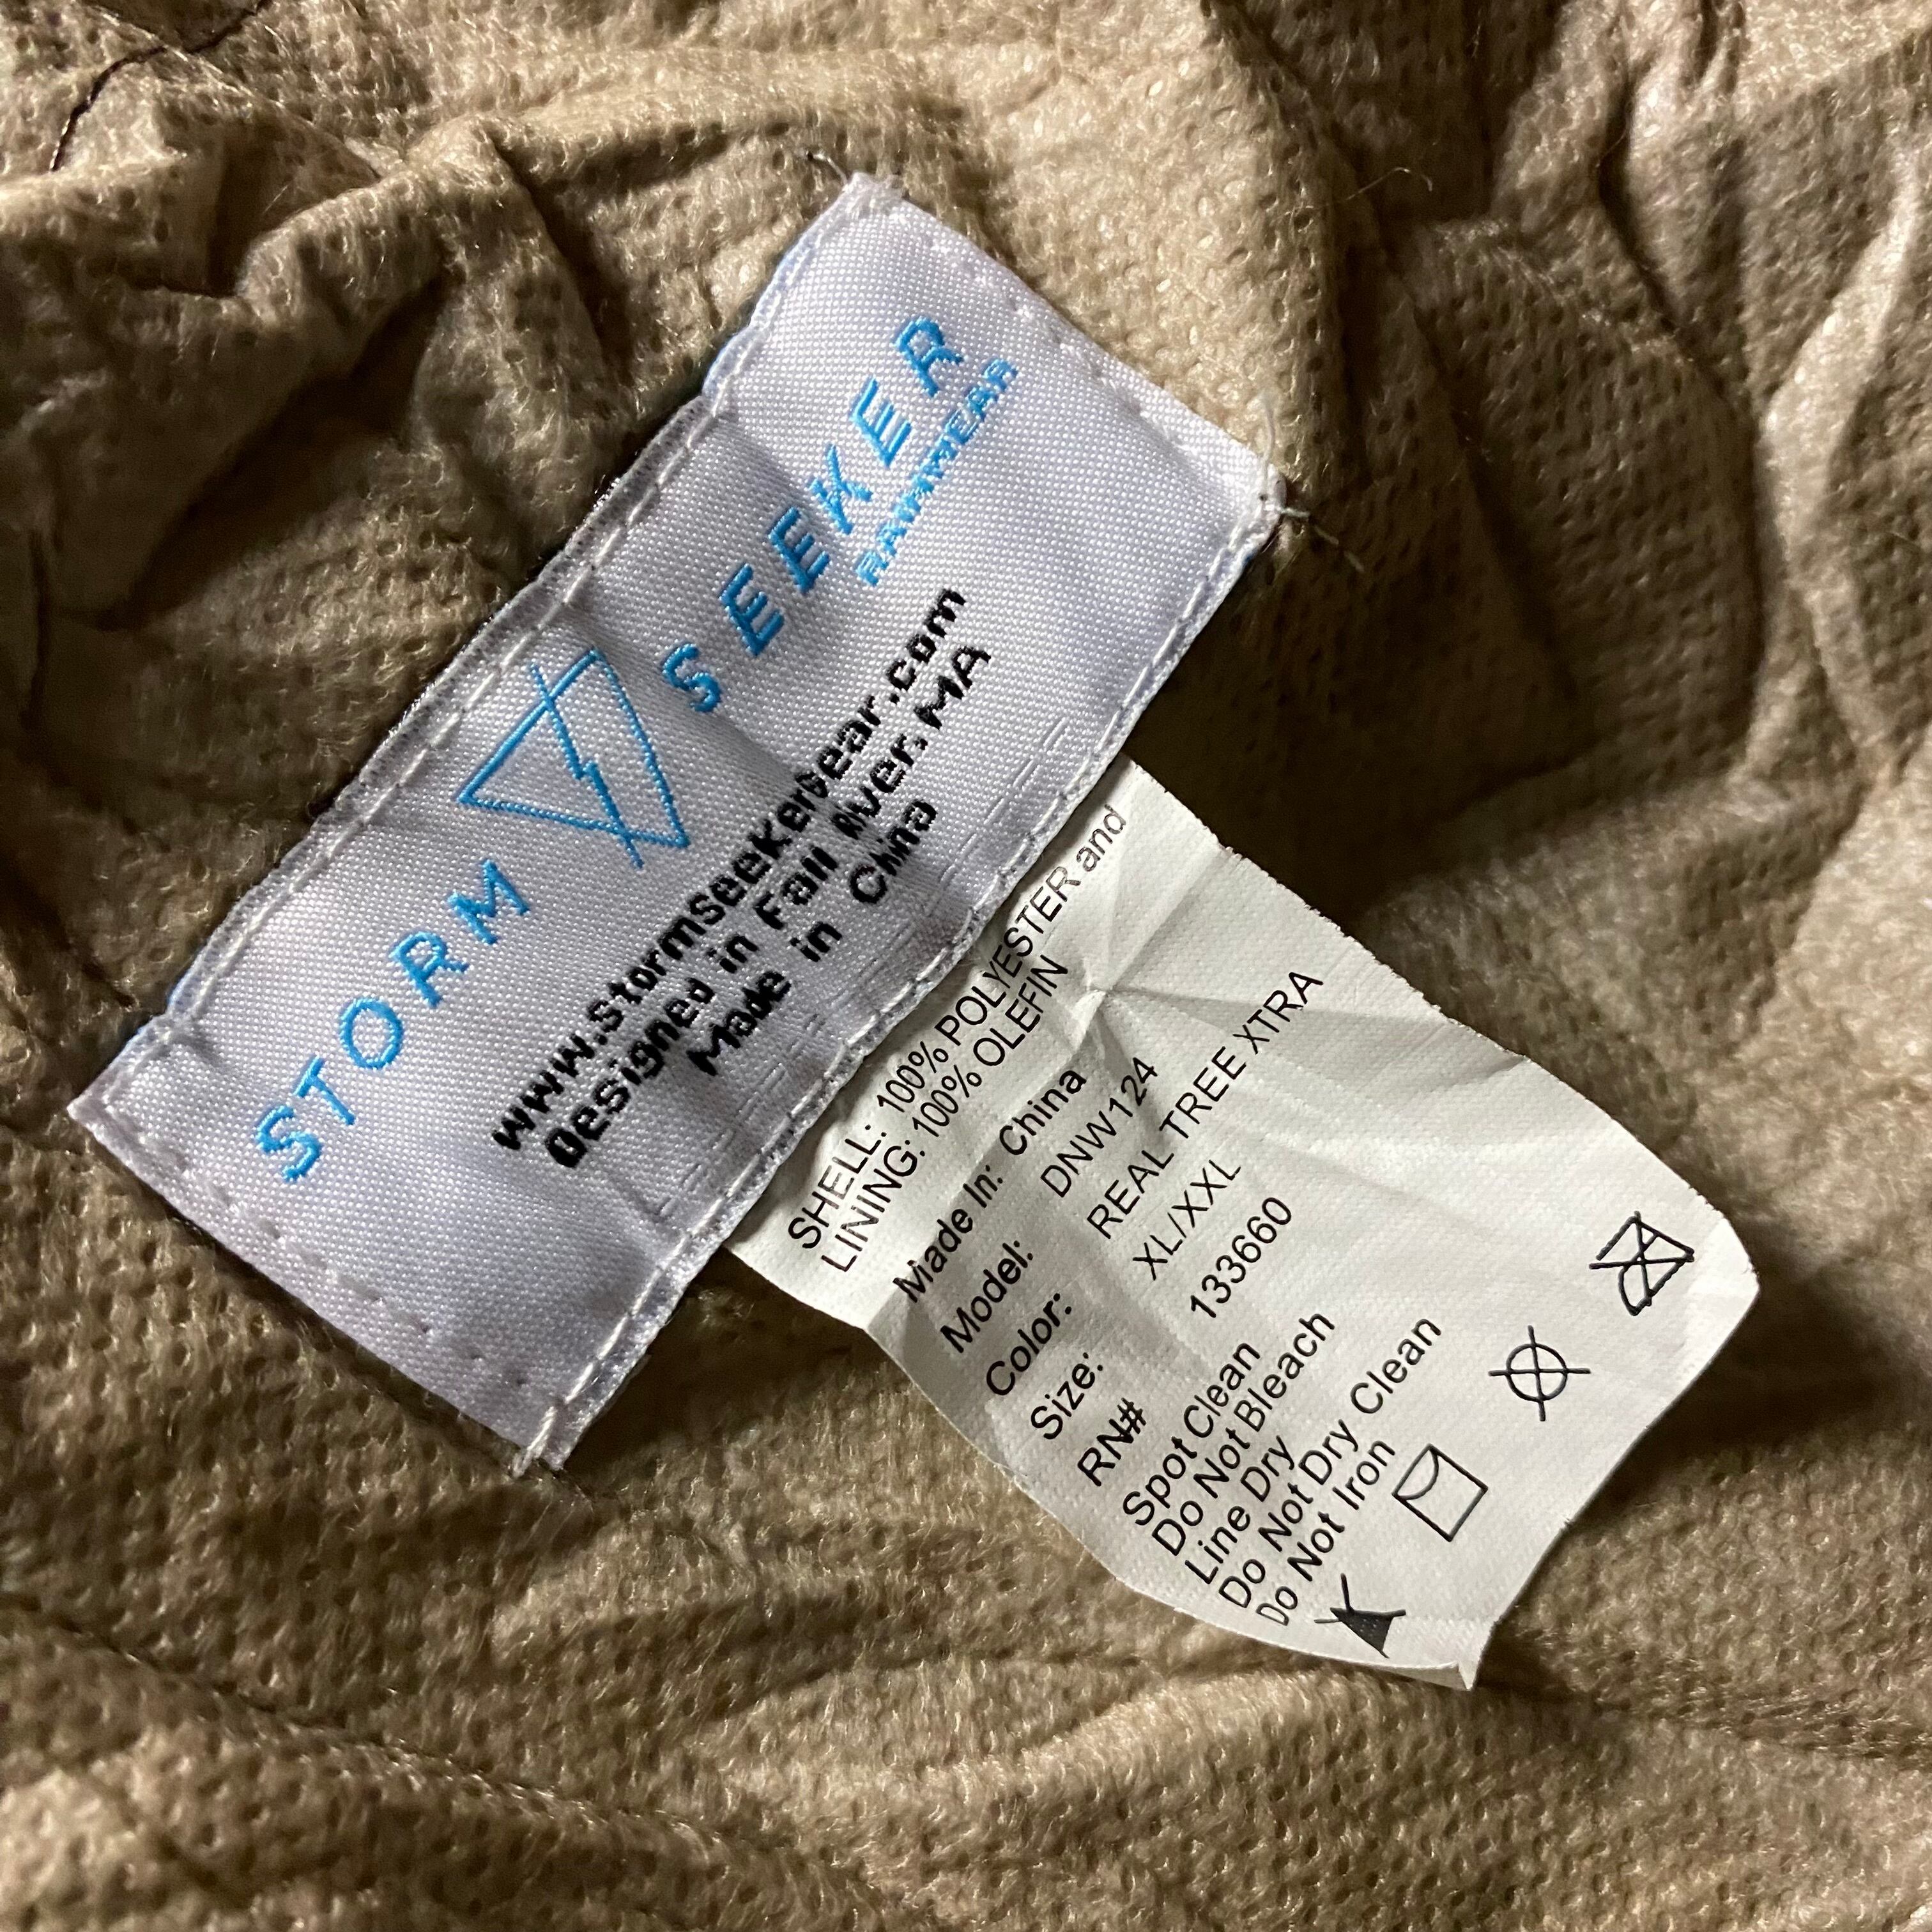 STORM SEEKER
RAINWEAR
www.stormseekergear.com
Designed in Fall River, MA
Made in China
SHELL: 100% POLYESTER and
LINING: 100% OLEFIN
Made In: China
Model: DNW124
Color: REAL TREE XTRA
Size: XL/XXL
RN# 133660
Spot Clean
Do Not Bleach
Line Dry
Do Not Dry Clean
Do Not Iron